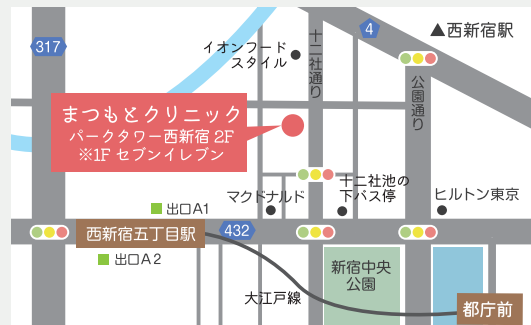 4
▲西新宿駅
317
イオンフード
スタイル
十二社通り
公園通り
まつもとクリニック
パークタワー西新宿 2F
※1F セブンイレブン
十二社池の
下バス停
マクドナルド
ヒルトン東京
出口A1
西新宿五丁目駅
432
出口A2
新宿中央
公園
大江戸線
都庁前